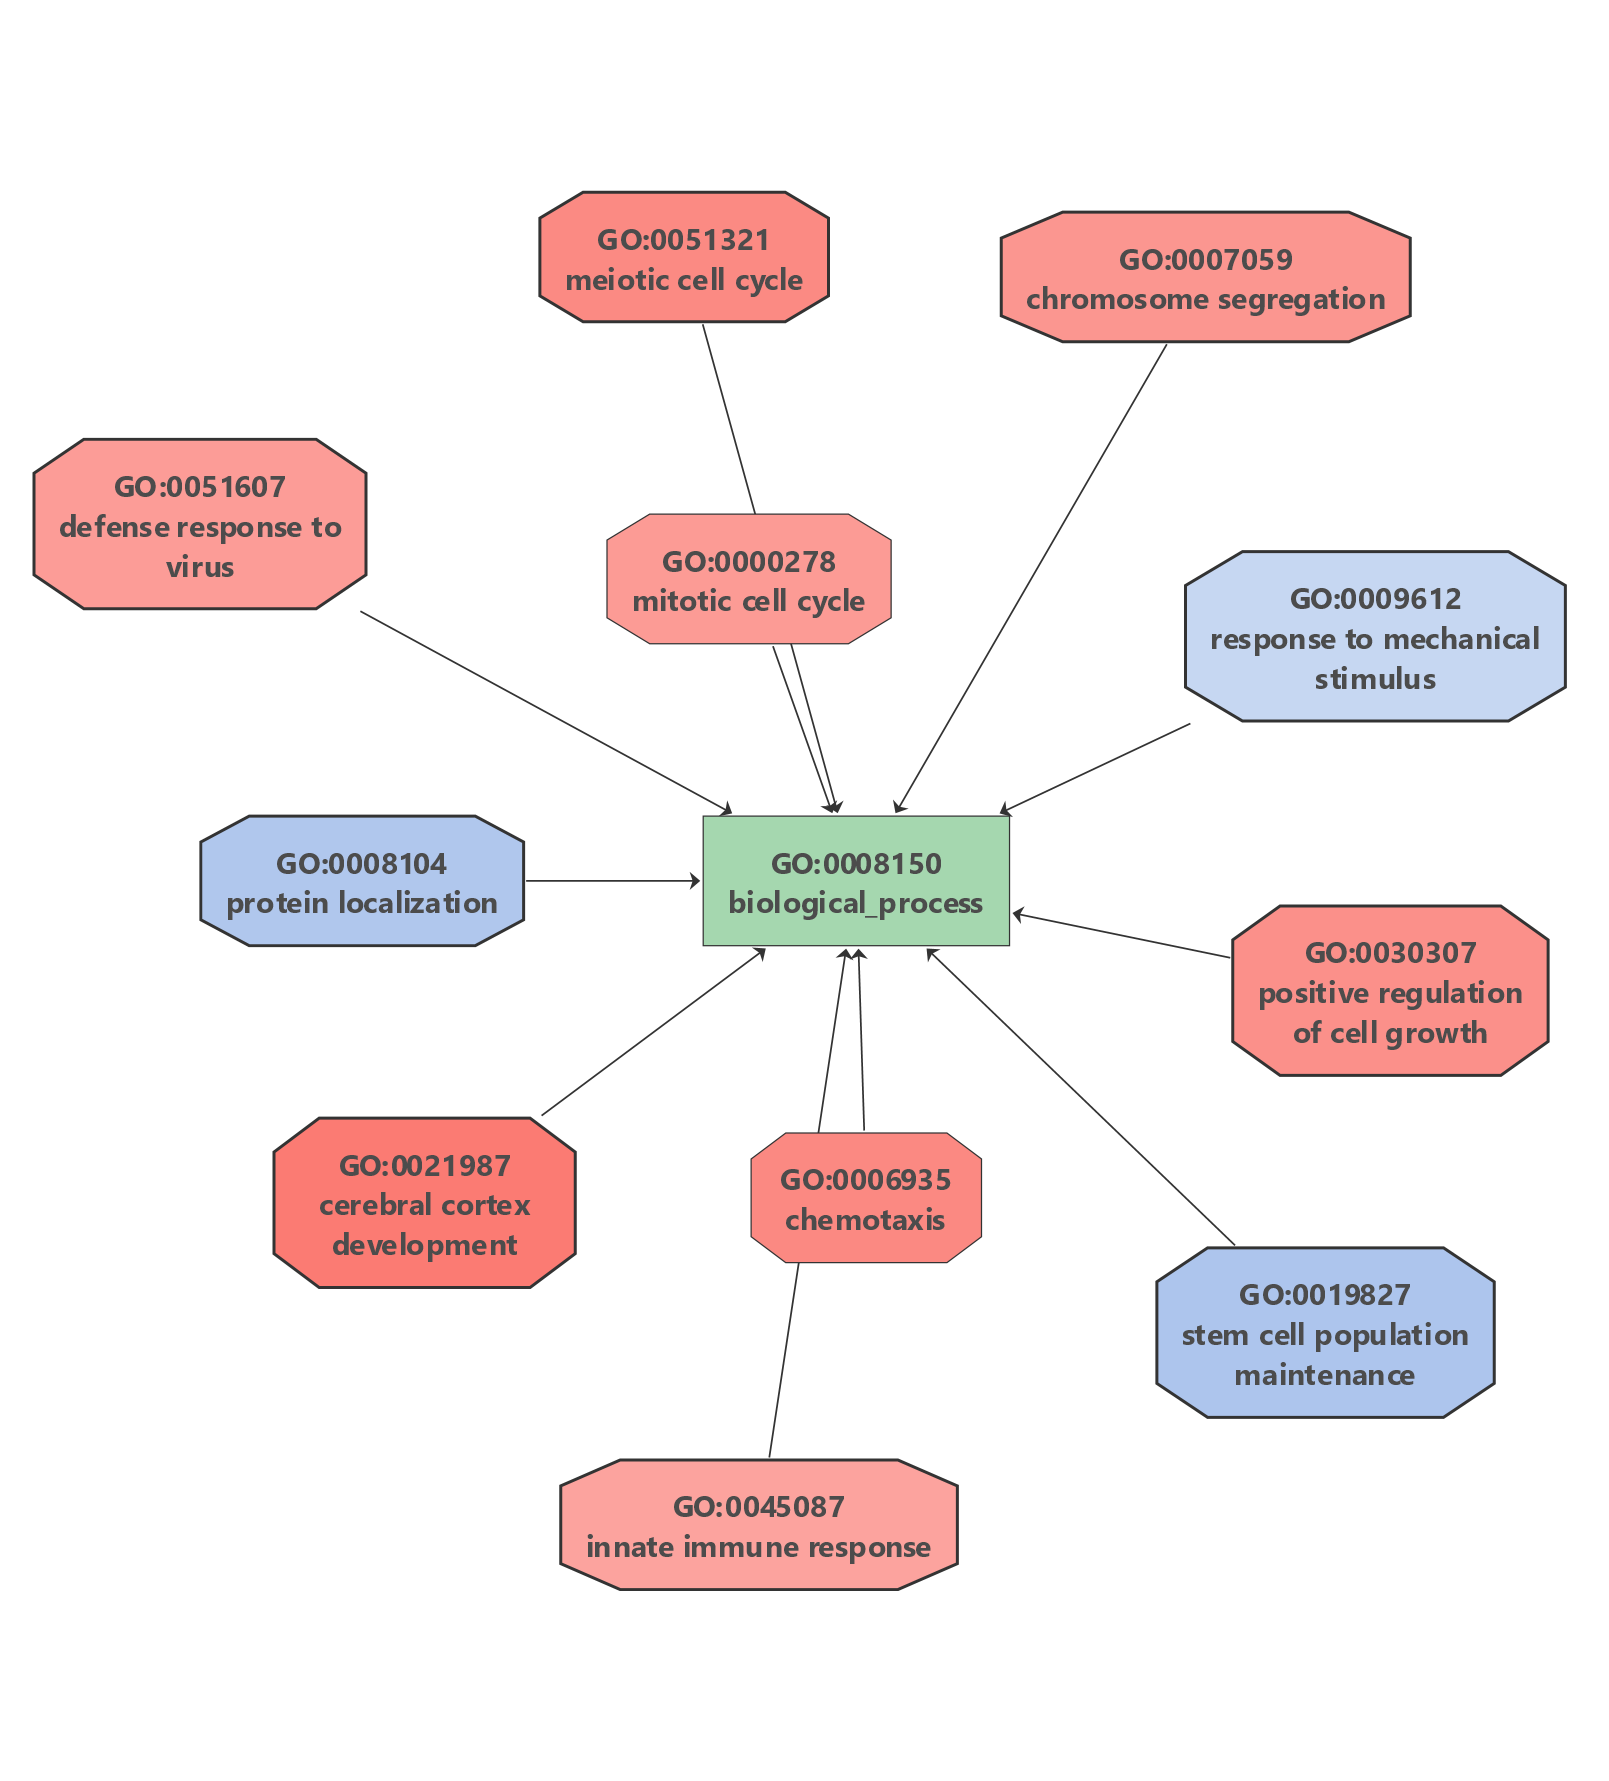 GO:0051321
meiotic cell cycle
GO:0007059
chromosome segregation
GO:0051607
defense response to
virus
GO:0000278
mitotic cell cycle
GO:0009612
response to mechanical
stimulus
GO:0008104
protein localization
GO:0008150
biological_process
GO:0030307
positive regulation
of cell growth
GO:0021987
cerebral cortex
development
GO:0006935
chemotaxis
GO:0019827
stem cell population
maintenance
GO:0045087
innate immune response